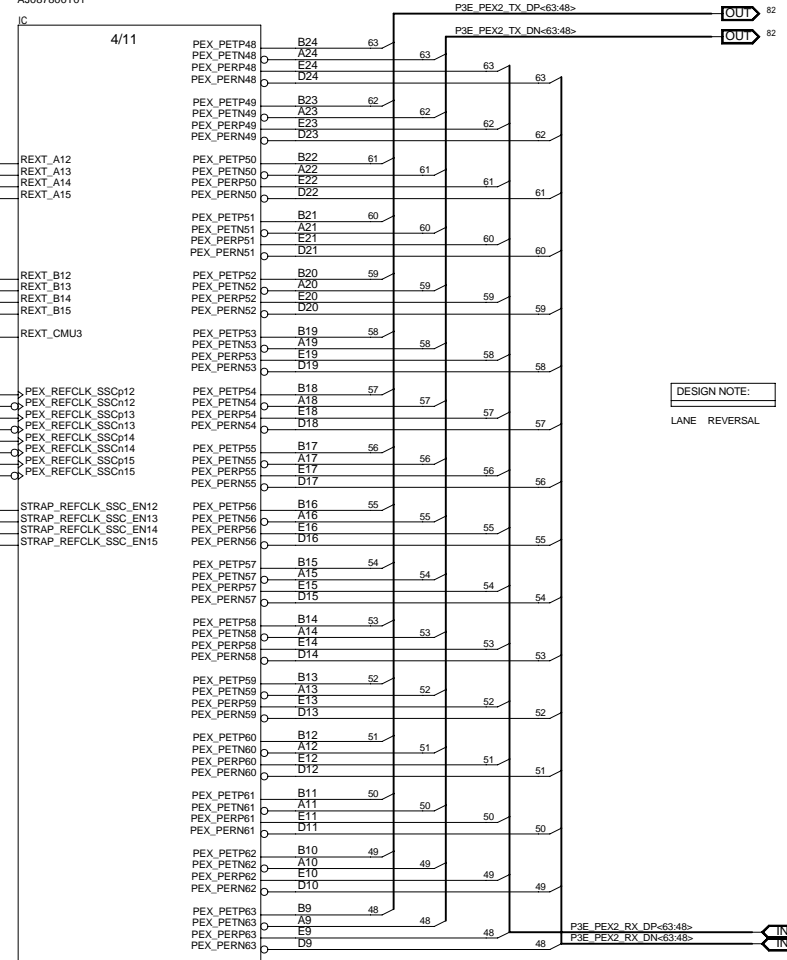 IC
4/11
P3E_PEX2_TX_DP<63:48>
OUT 82
P3E_PEX2_TX_DN<63:48>
OUT 82
PEX_PETP48 B24 63
PEX_PETN48 A24 63
PEX_PERP48 E24 63
PEX_PERN48 D24 63
PEX_PETP49 B23 62
PEX_PETN49 A23 62
PEX_PERP49 E23 62
PEX_PERN49 D23 62
REXT_A12 PEX_PETP50 B22 61
REXT_A13 PEX_PETN50 A22 61
REXT_A14 PEX_PERP50 E22 61
REXT_A15 PEX_PERN50 D22 61
PEX_PETP51 B21 60
PEX_PETN51 A21 60
PEX_PERP51 E21 60
PEX_PERN51 D21 60
REXT_B12 PEX_PETP52 B20 59
REXT_B13 PEX_PETN52 A20 59
REXT_B14 PEX_PERP52 E20 59
REXT_B15 PEX_PERN52 D20 59
REXT_CMU3 PEX_PETP53 B19 58
PEX_PETN53 A19 58
PEX_PERP53 E19 58
PEX_PERN53 D19 58
PEX_REFCLK_SSCp12 PEX_PETP54 B18 57
PEX_REFCLK_SSCn12 PEX_PETN54 A18 57
PEX_REFCLK_SSCp13 PEX_PERP54 E18 57
PEX_REFCLK_SSCn13 PEX_PERN54 D18 57
PEX_REFCLK_SSCp14
PEX_REFCLK_SSCn14 PEX_PETP55 B17 56
PEX_REFCLK_SSCp15 PEX_PETN55 A17 56
PEX_REFCLK_SSCn15 PEX_PERP55 E17 56
PEX_PERN55 D17 56
STRAP_REFCLK_SSC_EN12 PEX_PETP56 B16 55
STRAP_REFCLK_SSC_EN13 PEX_PETN56 A16 55
STRAP_REFCLK_SSC_EN14 PEX_PERP56 E16 55
STRAP_REFCLK_SSC_EN15 PEX_PERN56 D16 55
PEX_PETP57 B15 54
PEX_PETN57 A15 54
PEX_PERP57 E15 54
PEX_PERN57 D15 54
PEX_PETP58 B14 53
PEX_PETN58 A14 53
PEX_PERP58 E14 53
PEX_PERN58 D14 53
PEX_PETP59 B13 52
PEX_PETN59 A13 52
PEX_PERP59 E13 52
PEX_PERN59 D13 52
PEX_PETP60 B12 51
PEX_PETN60 A12 51
PEX_PERP60 E12 51
PEX_PERN60 D12 51
PEX_PETP61 B11 50
PEX_PETN61 A11 50
PEX_PERP61 E11 50
PEX_PERN61 D11 50
PEX_PETP62 B10 49
PEX_PETN62 A10 49
PEX_PERP62 E10 49
PEX_PERN62 D10 49
PEX_PETP63 B9 48
PEX_PETN63 A9 48
PEX_PERP63 E9 48
PEX_PERN63 D9 48
P3E_PEX2_RX_DP<63:48> IN
P3E_PEX2_RX_DN<63:48> IN
DESIGN NOTE:
LANE REVERSAL